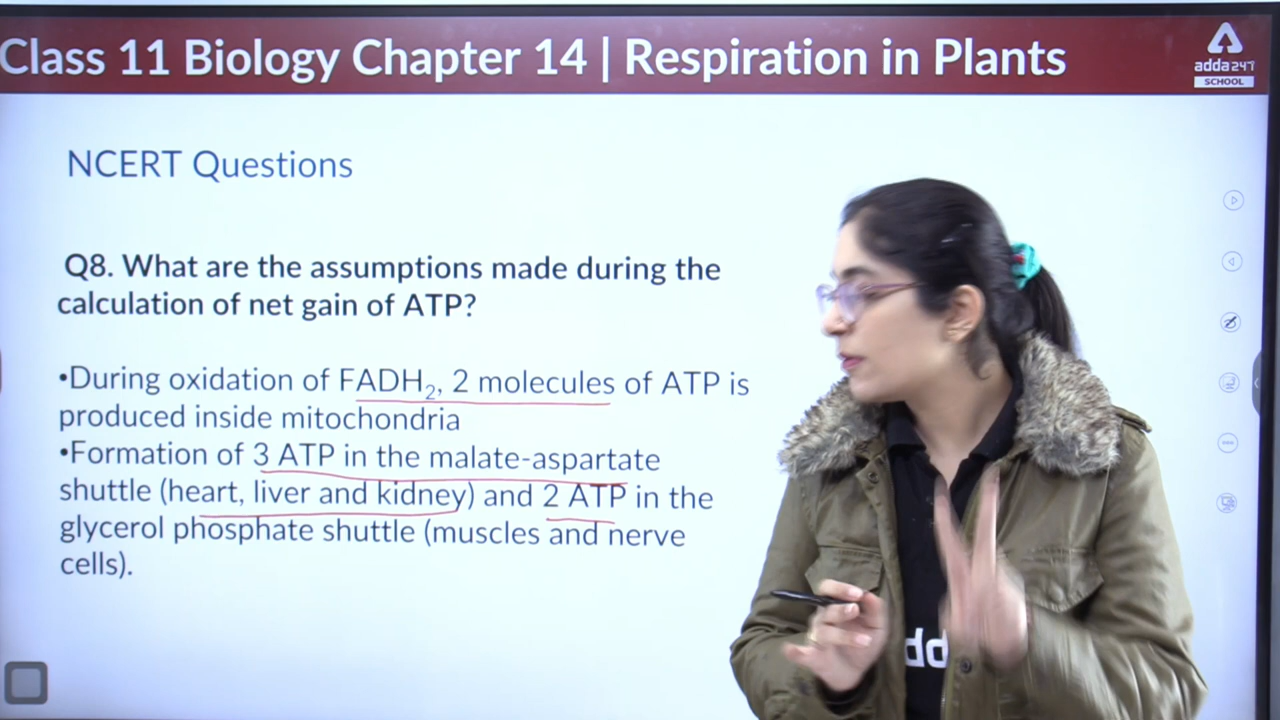 Class 11 Biology Chapter 14 | Respiration in Plants
adda247
SCHOOL
NCERT Questions
Q8. What are the assumptions made during the
calculation of net gain of ATP?
•During oxidation of FADH₂, 2 molecules of ATP is
produced inside mitochondria
•Formation of 3 ATP in the malate-aspartate
shuttle (heart, liver and kidney) and 2 ATP in the
glycerol phosphate shuttle (muscles and nerve
cells).